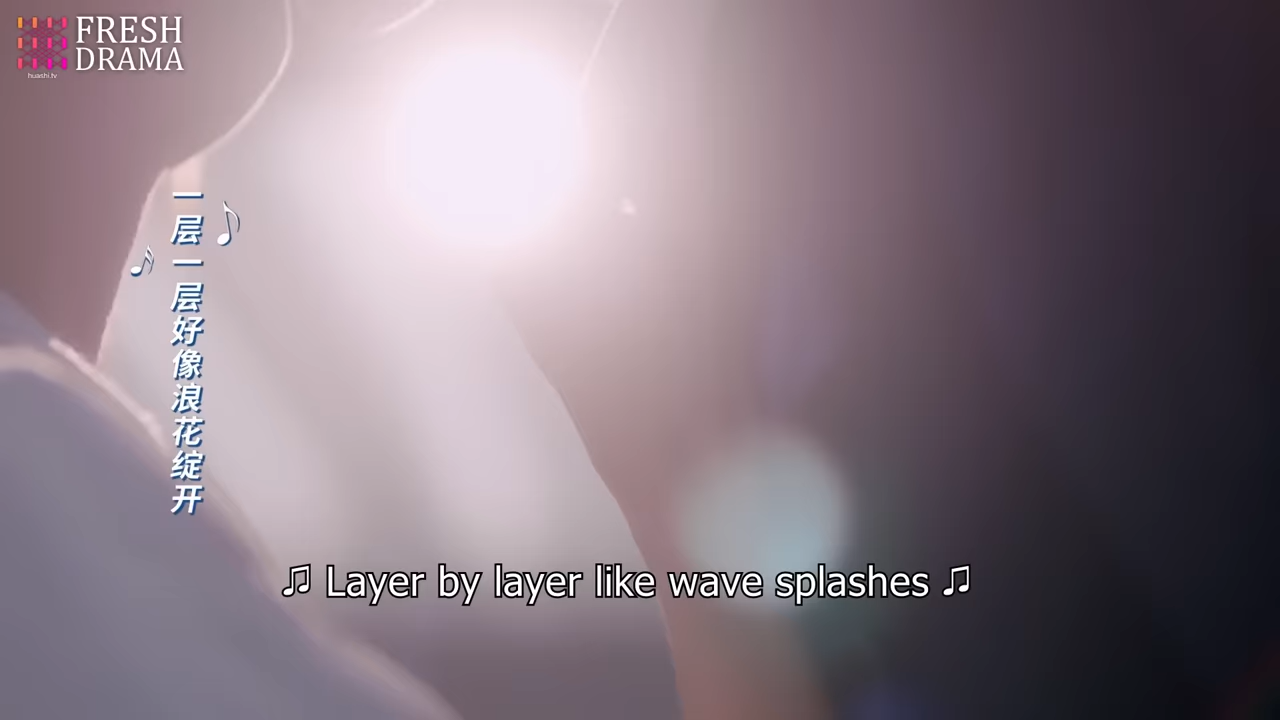 FRESH
DRAMA
huashi.tv
一层一层好像浪花绽开
♫ Layer by layer like wave splashes ♫